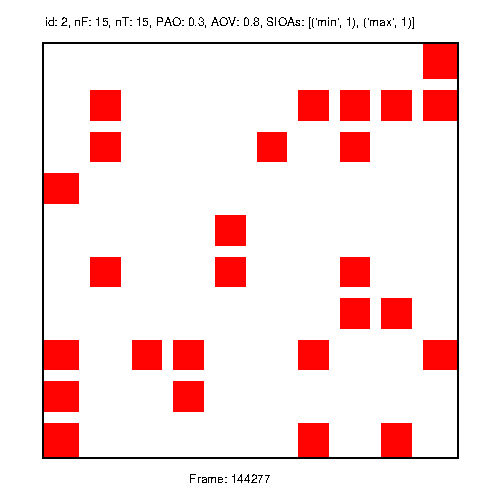 id: 2, nF: 15, nT: 15, PAO: 0.3, AOV: 0.8, SIOAs: [('min', 1), ('max', 1)]
Frame: 144277